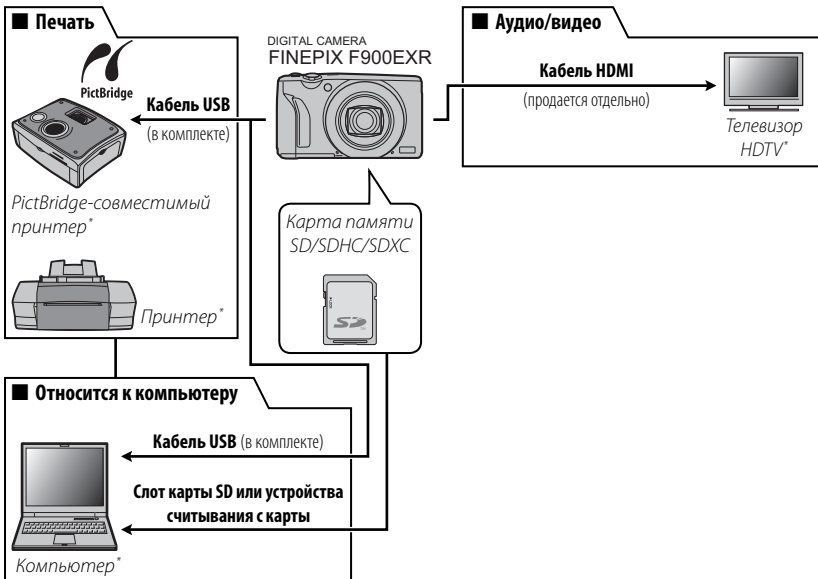 ■ Печать
PictBridge
Кабель USB
(в комплекте)
PictBridge-совместимый
принтер*
Принтер*
DIGITAL CAMERA
FINEPIX F900EXR
Карта памяти
SD/SDHC/SDXC
SD
■ Аудио/видео
Кабель HDMI
(продается отдельно)
Телевизор
HDTV*
■ Относится к компьютеру
Кабель USB (в комплекте)
Слот карты SD или устройства
считывания с карты
Компьютер*